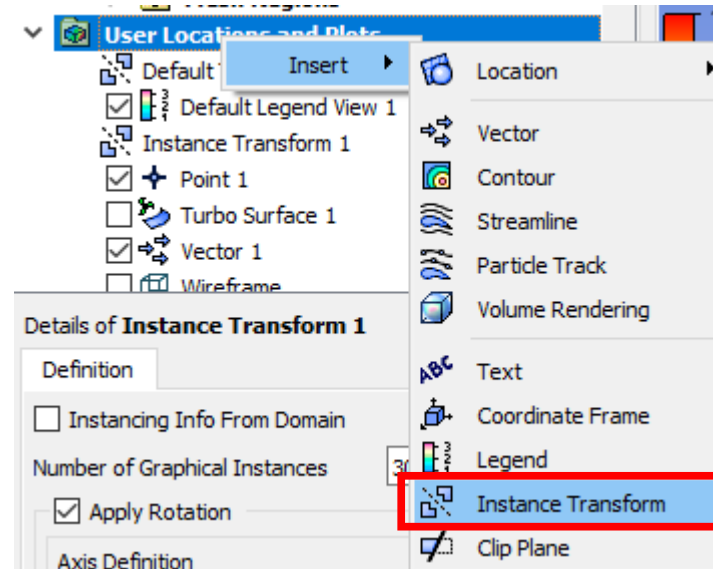 User Locations and Plots
Default
Default Legend View 1
Instance Transform 1
Point 1
Turbo Surface 1
Vector 1
Wireframe
Details of Instance Transform 1
Definition
Instancing Info From Domain
Number of Graphical Instances
Apply Rotation
Axis Definition
Insert
Location
Vector
Contour
Streamline
Particle Track
Volume Rendering
ABC Text
Coordinate Frame
Legend
Instance Transform
Clip Plane